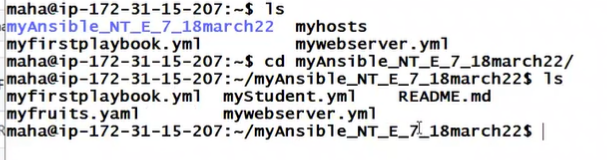 maha@ip-172-31-15-207:~$ ls
myAnsible_NT_E_7_18march22  myhosts
myfirstplaybook.yml         mywebserver.yml
maha@ip-172-31-15-207:~$ cd myAnsible_NT_E_7_18march22/
maha@ip-172-31-15-207:~/myAnsible_NT_E_7_18march22$ ls
myfirstplaybook.yml  myStudent.yml    README.md
myfruits.yaml        mywebserver.yml
maha@ip-172-31-15-207:~/myAnsible_NT_E_7_18march22$